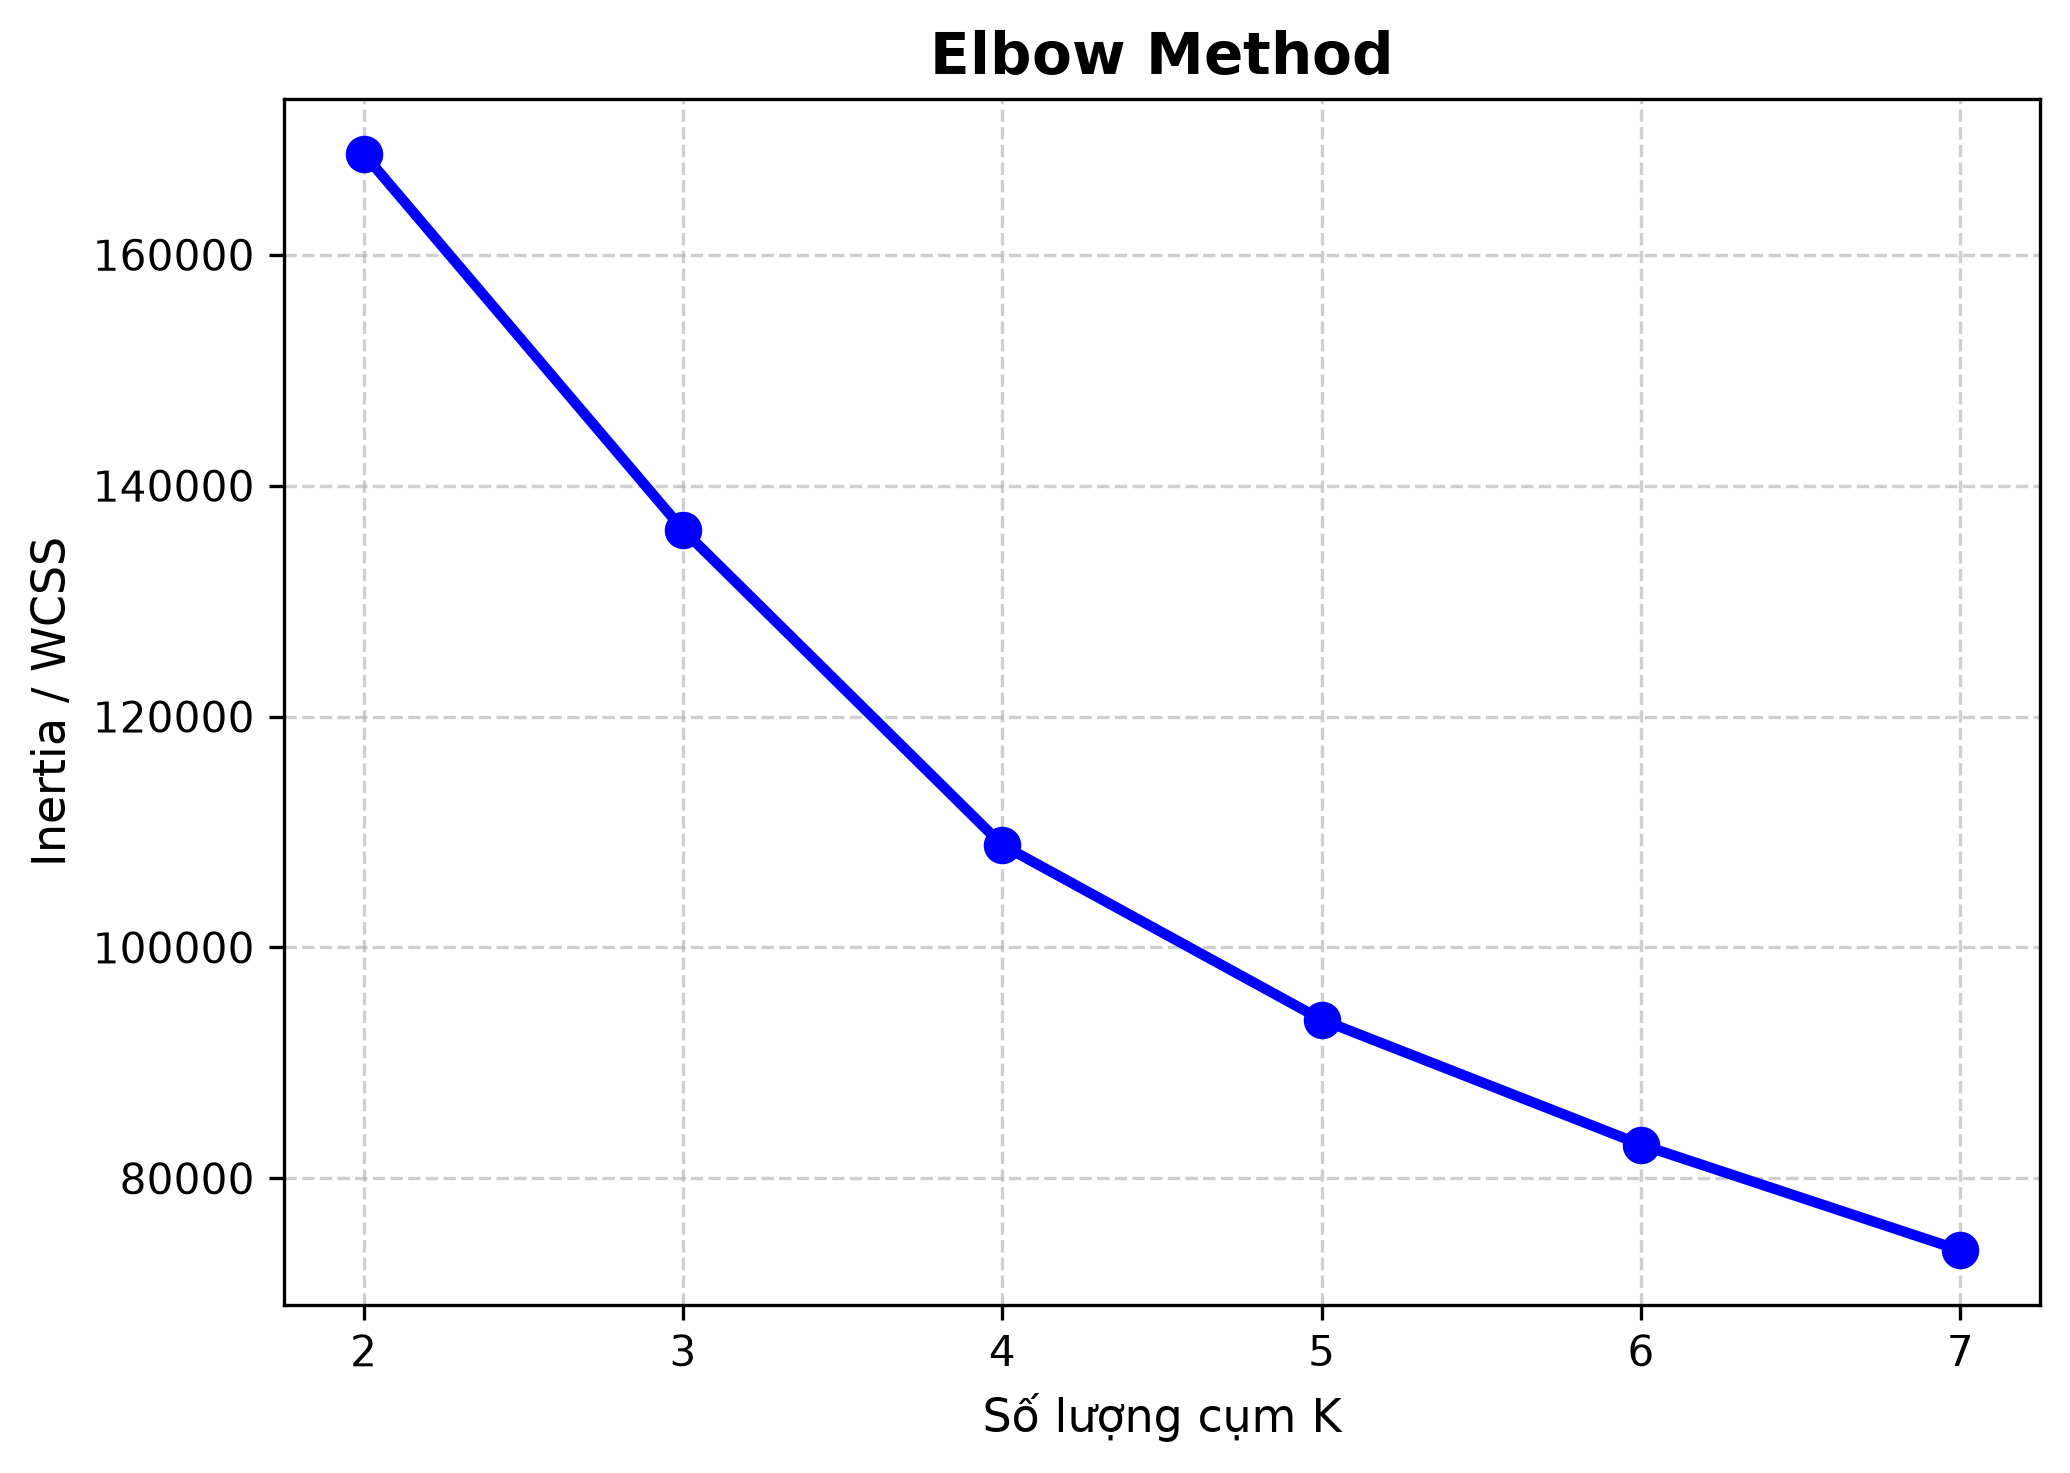 Elbow Method
Inertia / WCSS
160000
140000
120000
100000
80000
2 3 4 5 6 7
Số lượng cụm K